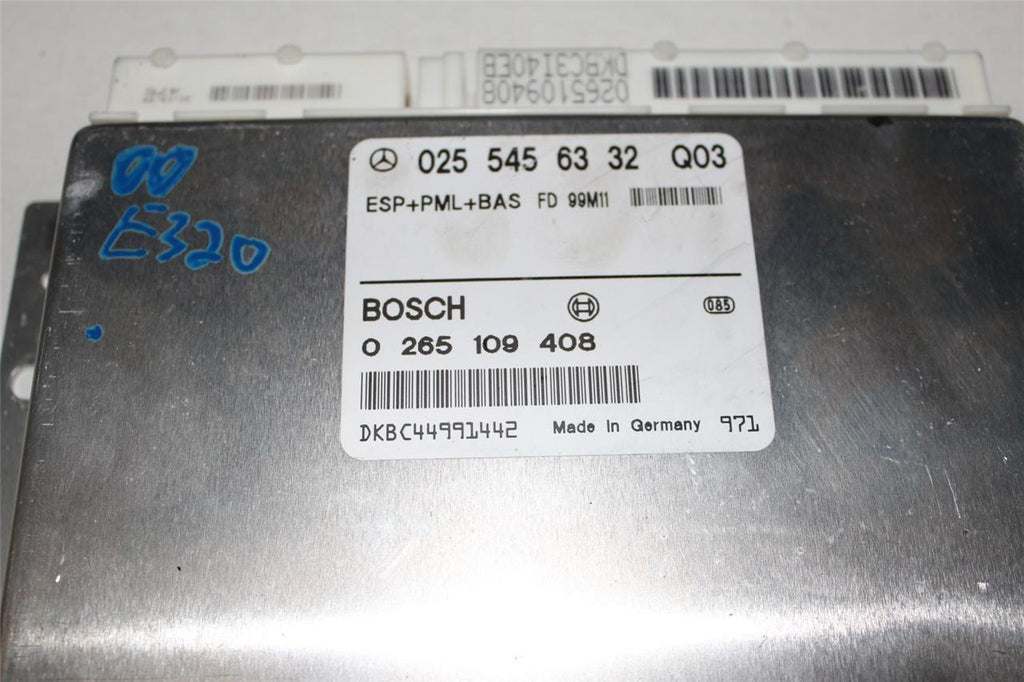 0265109408
DKBC3I40EB
025 545 63 32 Q03
ESP+PML+BAS FD 99M11
00
E320
BOSCH
085
0 265 109 408
DKBC44991442 Made in Germany 971